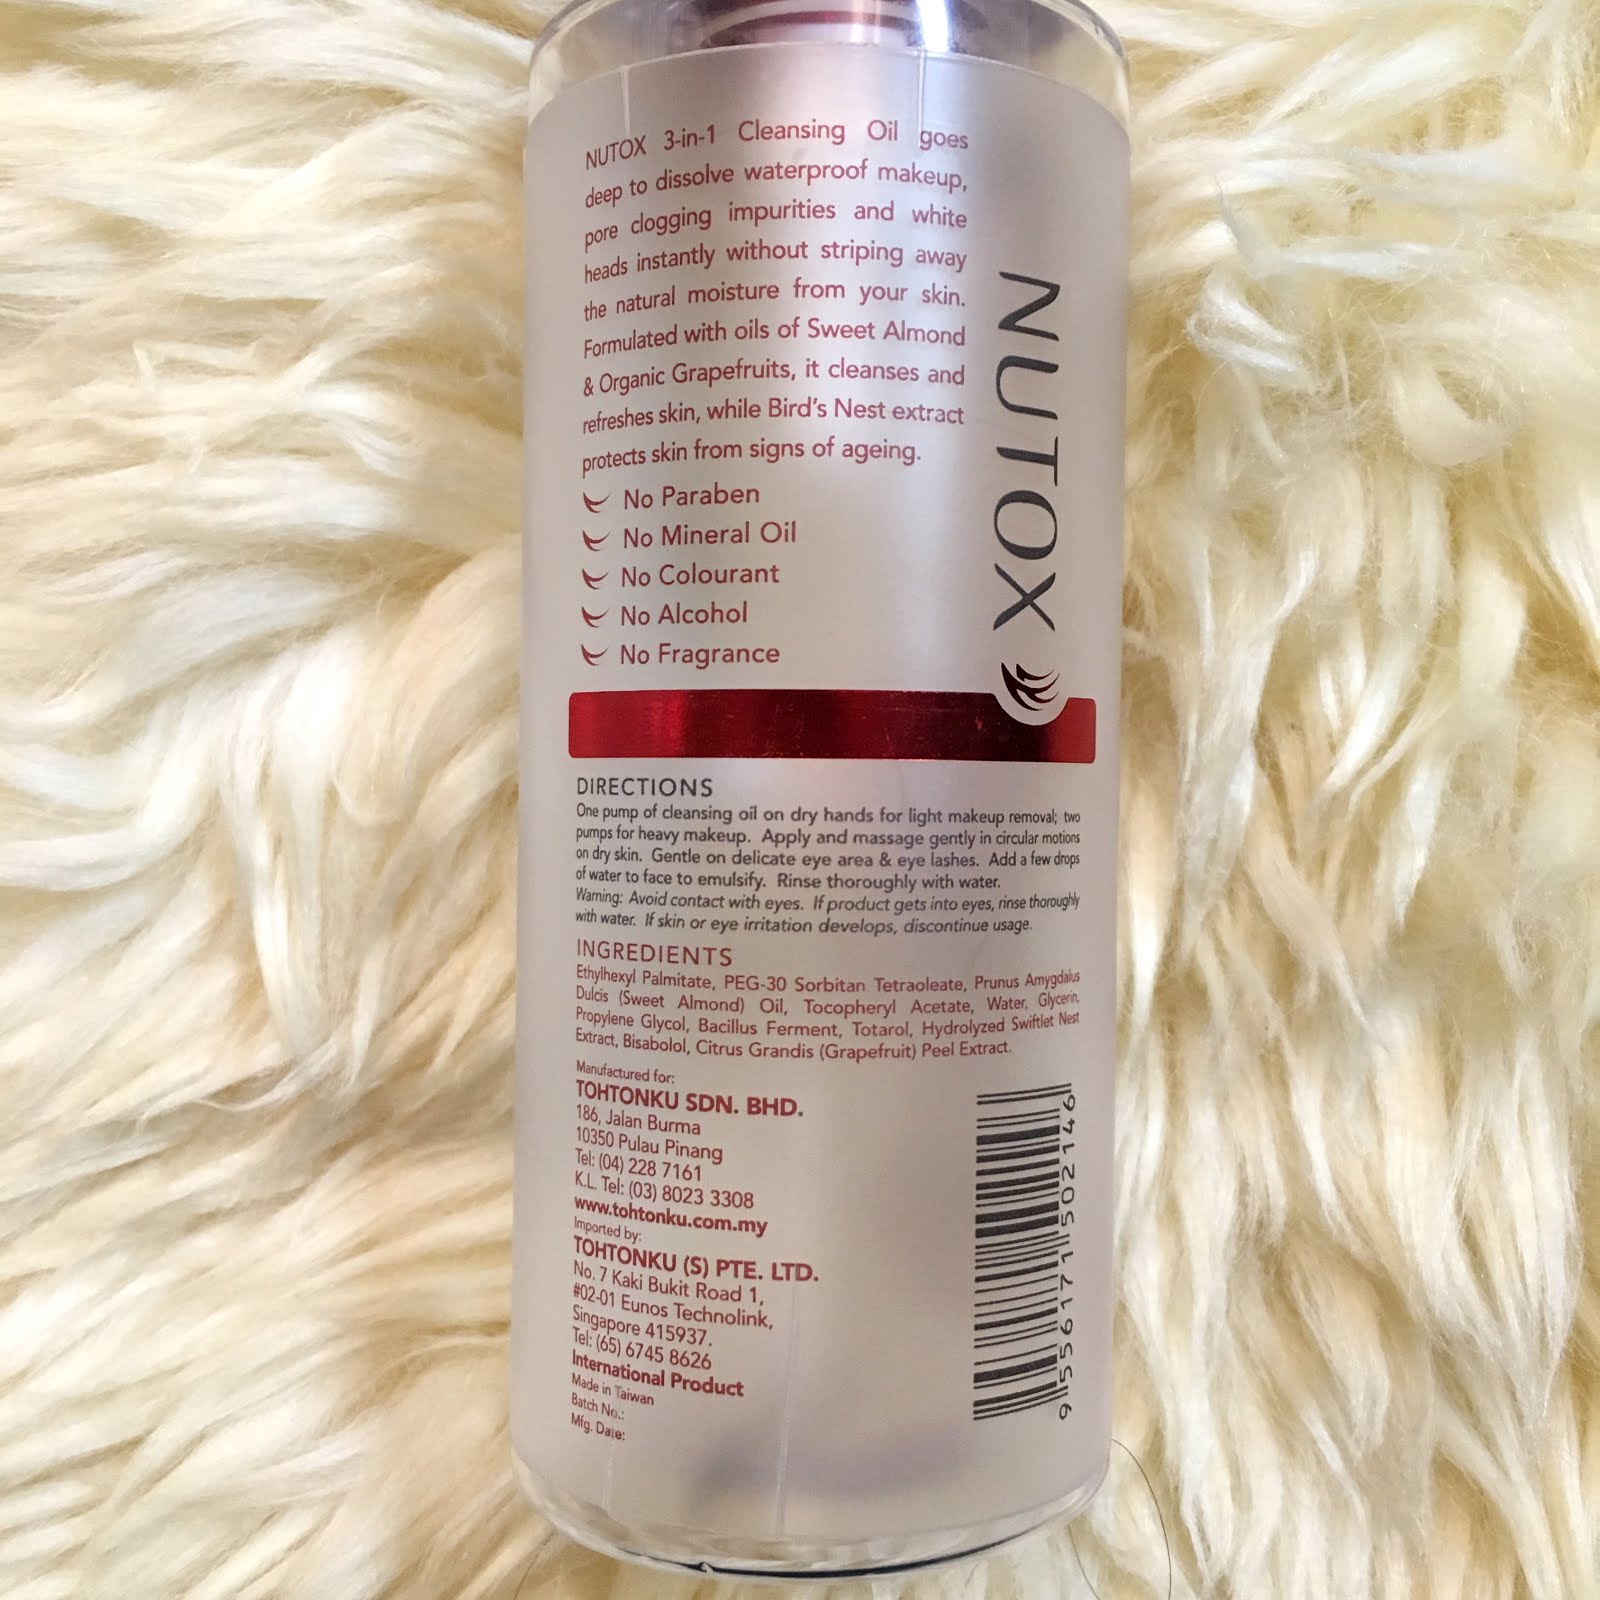 NUTOX 3-in-1 Cleansing Oil goes
deep to dissolve waterproof makeup,
pore clogging impurities and white
heads instantly without striping away
the natural moisture from your skin.
Formulated with oils of Sweet Almond
& Organic Grapefruits, it cleanses and
refreshes skin, while Bird's Nest extract
protects skin from signs of ageing.
No Paraben
No Mineral Oil
No Colourant
No Alcohol
No Fragrance
NUTOX
DIRECTIONS
One pump of cleansing oil on dry hands for light makeup removal; two
pumps for heavy makeup. Apply and massage gently in circular motions
on dry skin. Gentle on delicate eye area & eye lashes. Add a few drops
of water to face to emulsify. Rinse thoroughly with water.
Warning: Avoid contact with eyes. If product gets into eyes, rinse thoroughly
with water. If skin or eye irritation develops, discontinue usage.
INGREDIENTS
Ethylhexyl Palmitate, PEG-30 Sorbitan Tetraoleate, Prunus Amygdalus
Dulcis (Sweet Almond) Oil, Tocopheryl Acetate, Water, Glycerin,
Propylene Glycol, Bacillus Ferment, Totarol, Hydrolyzed Swiftlet Nest
Extract, Bisabolol, Citrus Grandis (Grapefruit) Peel Extract.
Manufactured for:
TOHTONKU SDN. BHD.
186, Jalan Burma
10350 Pulau Pinang
Tel: (04) 228 7161
K.L. Tel: (03) 8023 3308
www.tohtonku.com.my
Imported by:
TOHTONKU (S) PTE. LTD.
No. 7 Kaki Bukit Road 1,
#02-01 Eunos Technolink,
Singapore 415937.
Tel: (65) 6745 8626
International Product
Made in Taiwan
Batch No.:
Mfg. Date:
9 556171 502146